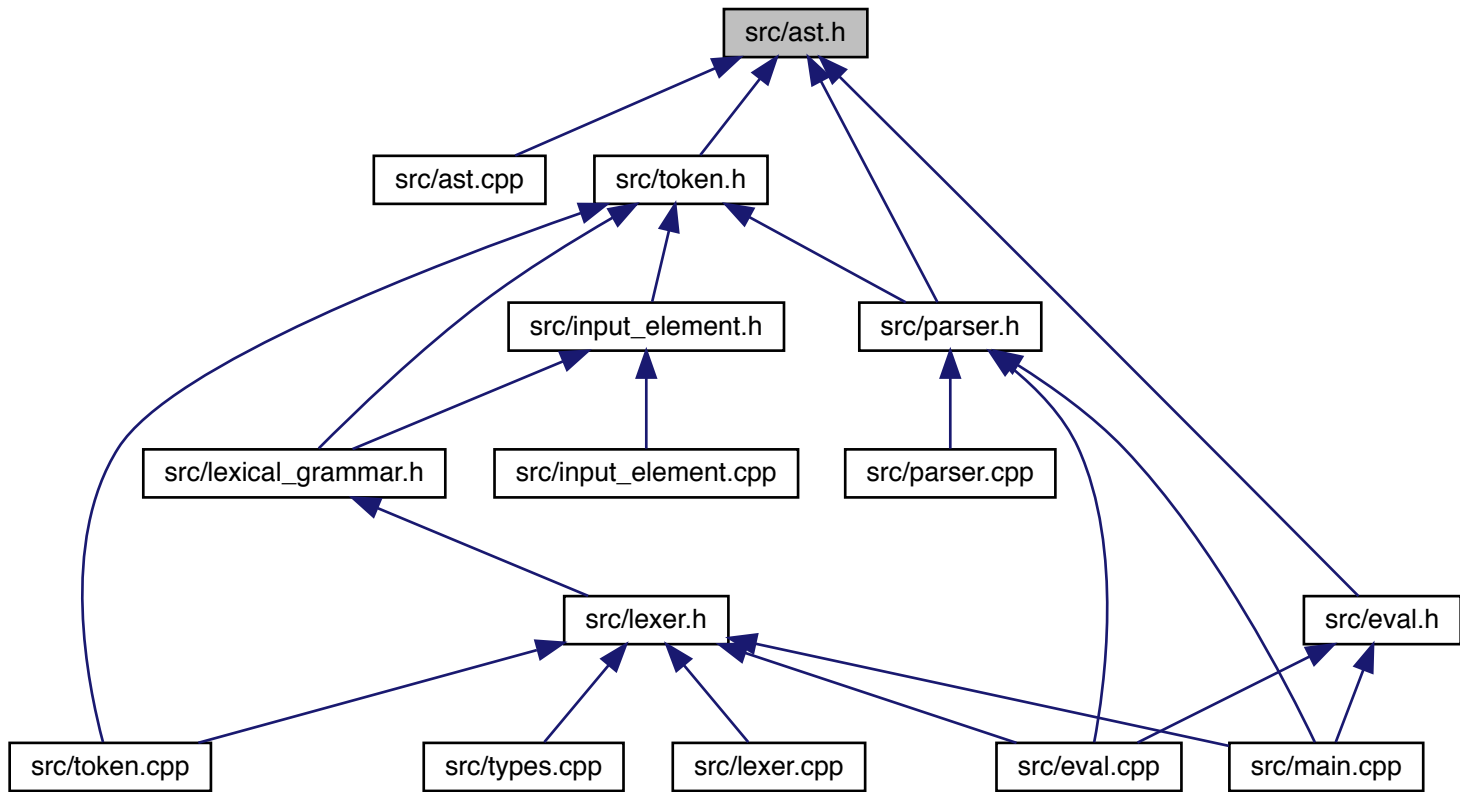 src/ast.h
src/ast.cpp
src/token.h
src/input_element.h
src/parser.h
src/lexical_grammar.h
src/input_element.cpp
src/parser.cpp
src/lexer.h
src/eval.h
src/token.cpp
src/types.cpp
src/lexer.cpp
src/eval.cpp
src/main.cpp